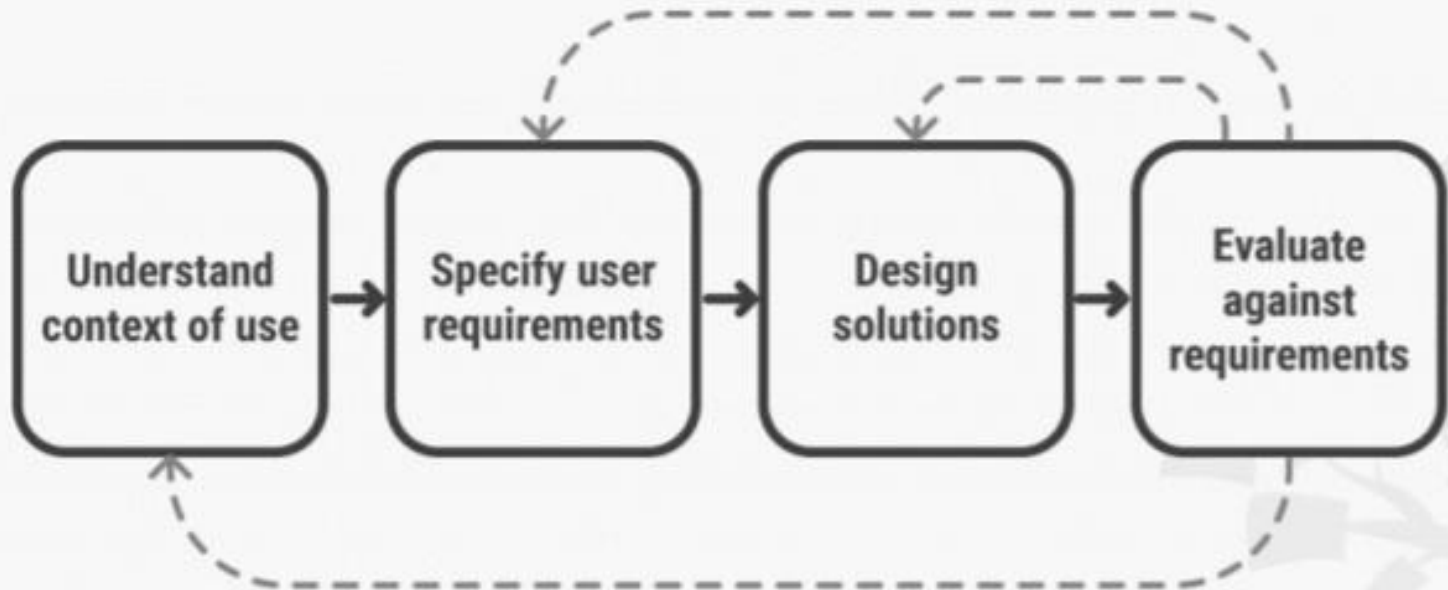 Understand
context of use
Specify user
requirements
Design
solutions
Evaluate
against
requirements